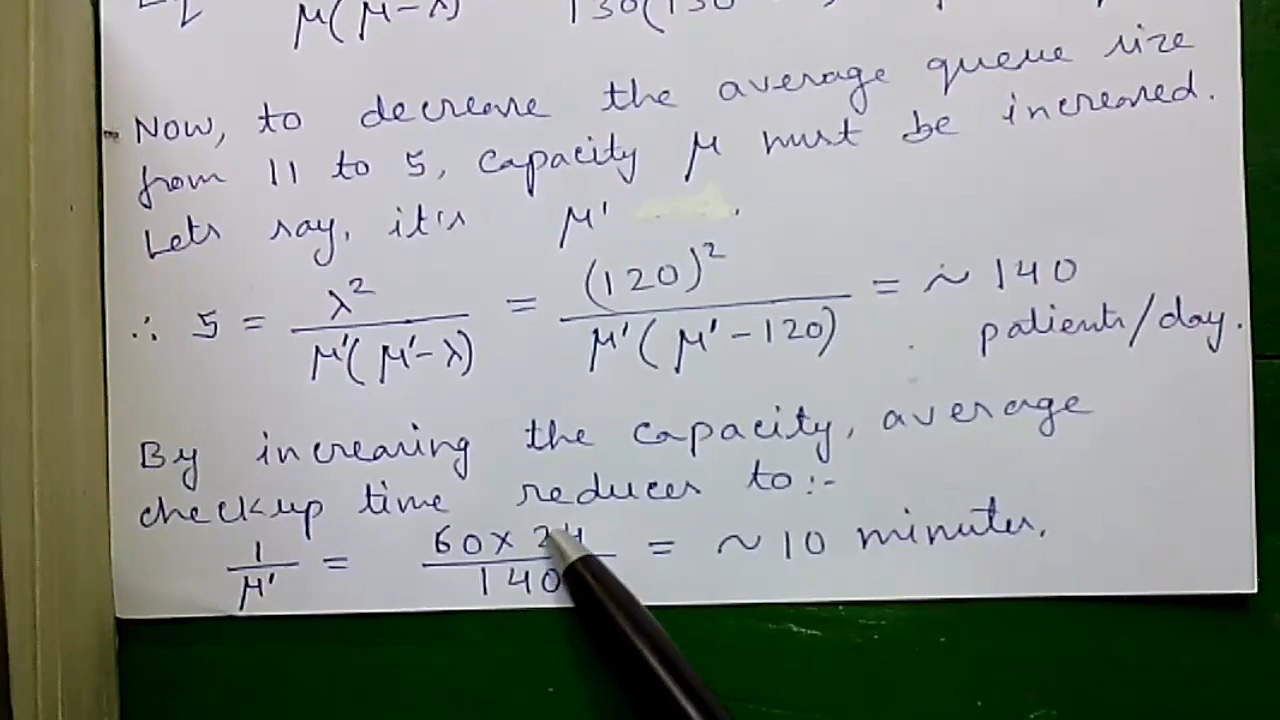 μ(μ-λ) 130(130
Now, to decrease the average queue size
from 11 to 5, capacity μ must be increased.
Lets say, it's μ' .
∴ 5 = λ² / μ'(μ'-λ) = (120)² / μ'(μ'-120) = ~ 140 patients/day.
By increasing the capacity, average
checkup time reduces to:-
1/μ' = 60 x 24 / 140 = ~10 minutes.